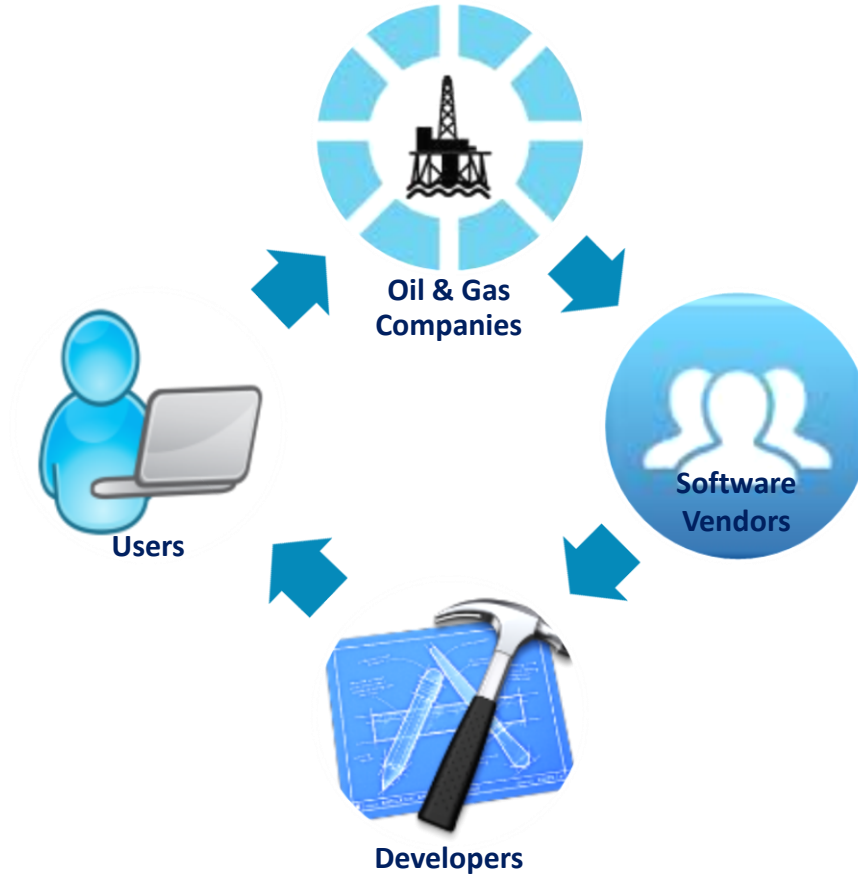 Oil & Gas
Companies
Software
Vendors
Users
Developers